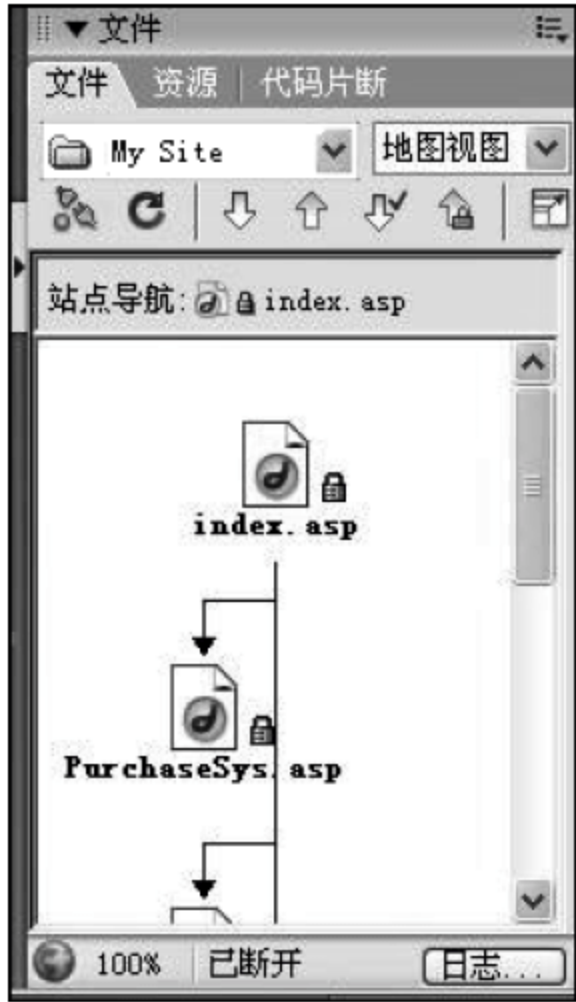 文件
文件 资源 代码片断
My Site 地图视图
站点导航: index.asp
index.asp
PurchaseSys.asp
100% 已断开 日志...